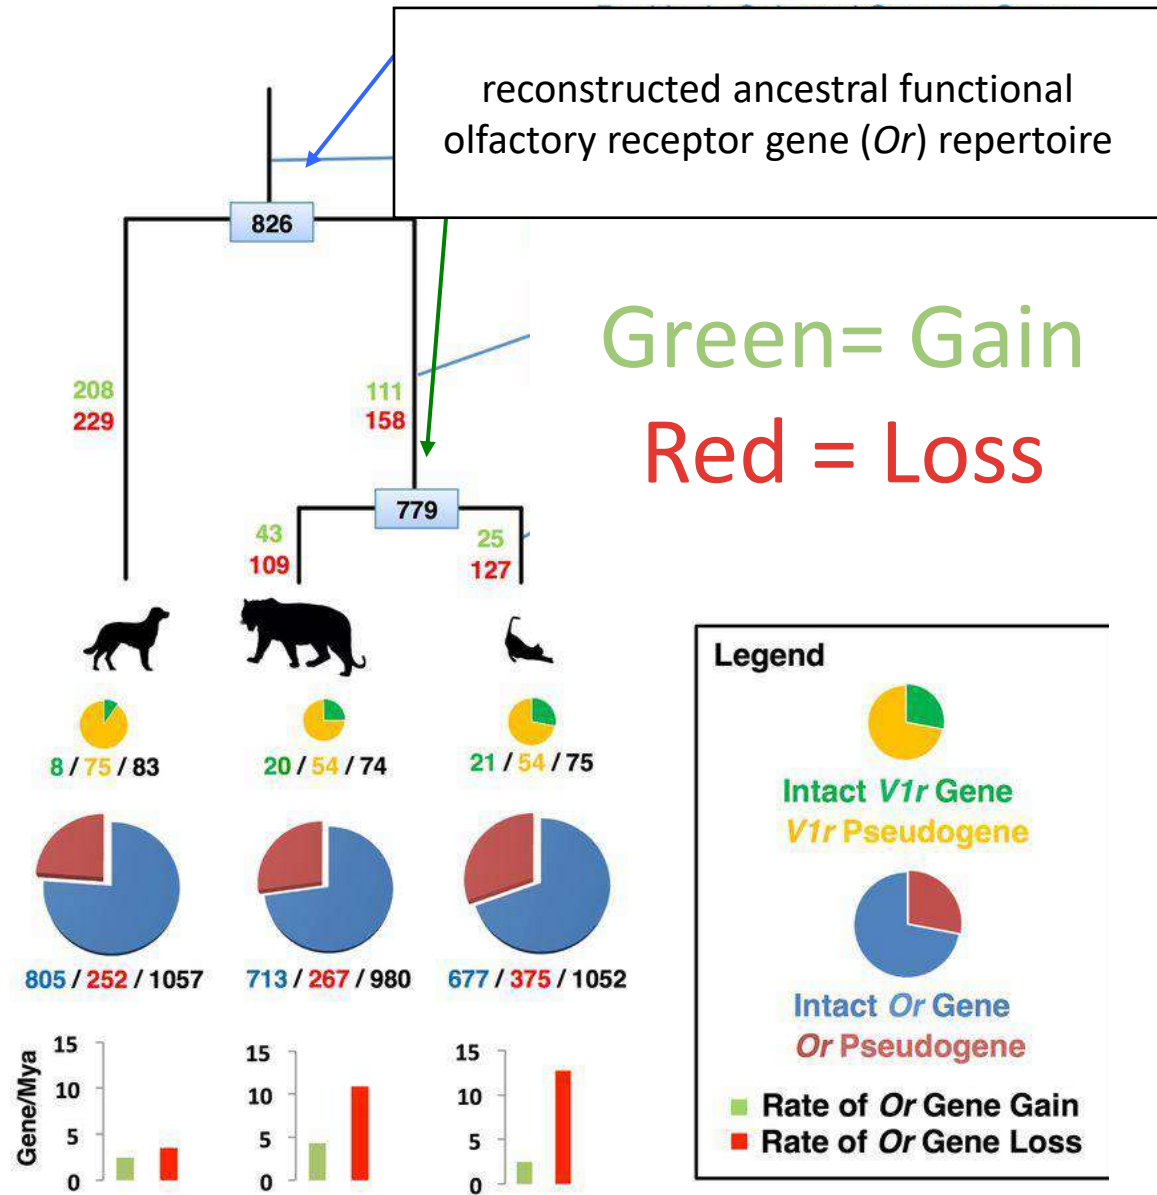 reconstructed ancestral functional
olfactory receptor gene (Or) repertoire
826
Green= Gain
Red = Loss
208
229
111
158
779
43
109
25
127
8 / 75 / 83
20 / 54 / 74
21 / 54 / 75
805 / 252 / 1057
713 / 267 / 980
677 / 375 / 1052
Gene/Mya
15
10
5
0
15
10
5
0
15
10
5
0
Legend
Intact V1r Gene
V1r Pseudogene
Intact Or Gene
Or Pseudogene
Rate of Or Gene Gain
Rate of Or Gene Loss